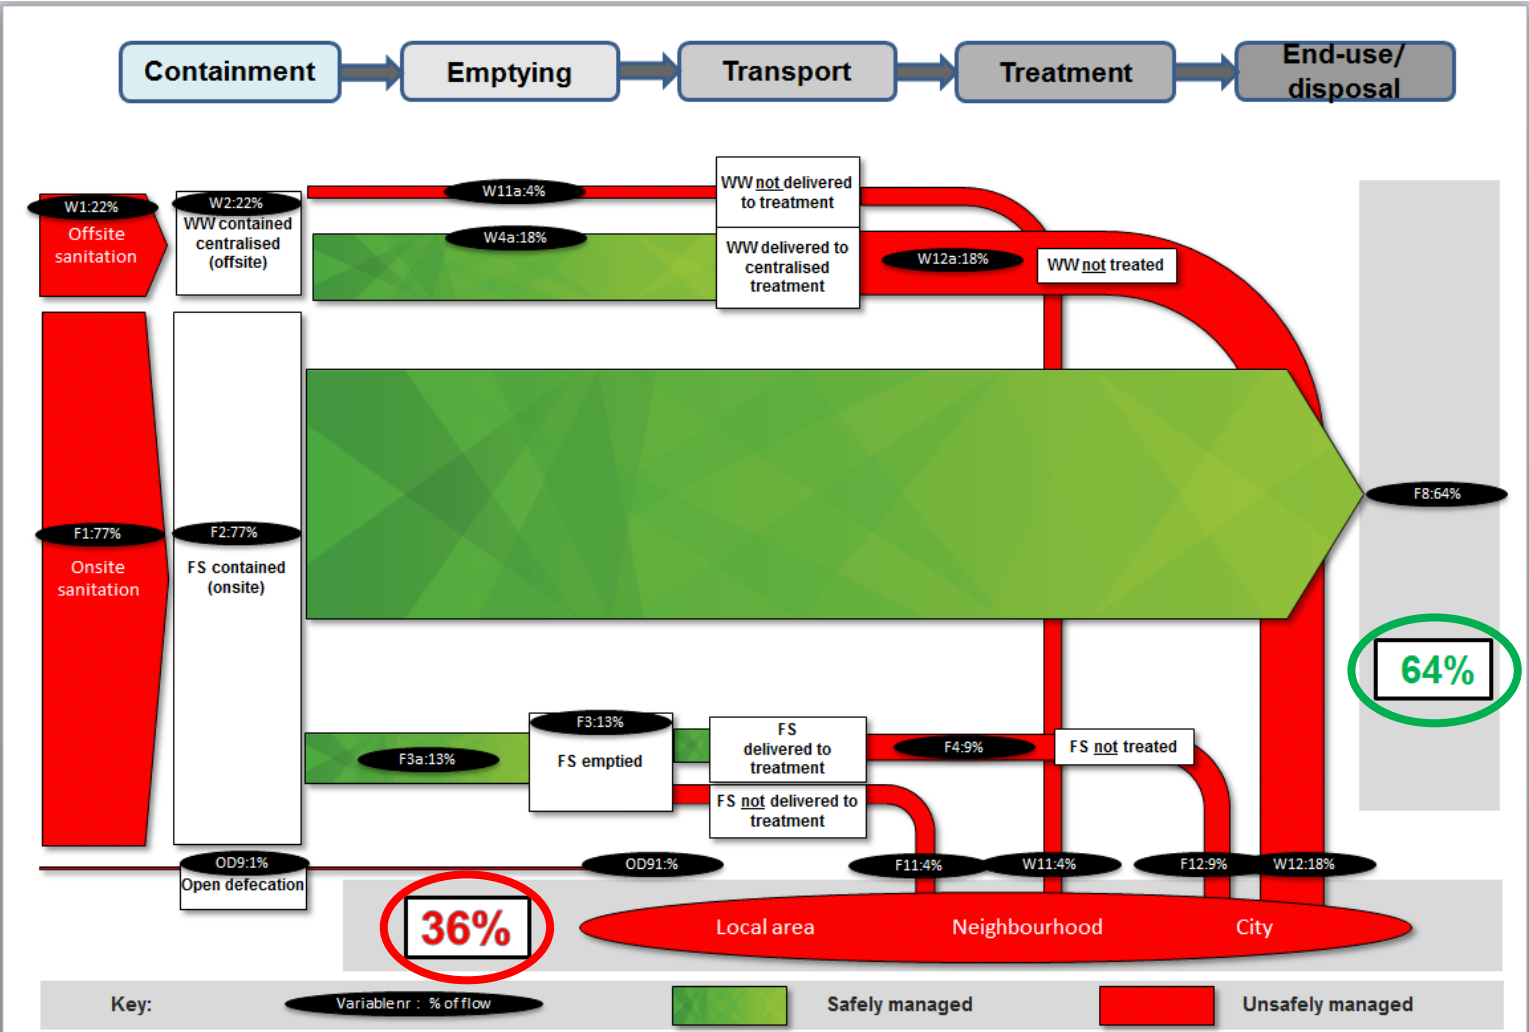 Containment
Emptying
Transport
Treatment
End-use/
disposal
W1:22%
Offsite
sanitation
W2:22%
WW contained
centralised
(offsite)
W11a:4%
W4a:18%
WW not delivered
to treatment
WW delivered to
centralised
treatment
W12a:18%
WW not treated
F1:77%
Onsite
sanitation
F2:77%
FS contained
(onsite)
F8:64%
64%
F3a:13%
F3:13%
FS emptied
FS
delivered to
treatment
FS not delivered to
treatment
F4:9%
FS not treated
OD9:1%
Open defecation
OD91:%
F11:4%
W11:4%
F12:9%
W12:18%
36%
Local area
Neighbourhood
City
Key:
Variable nr : % of flow
Safely managed
Unsafely managed